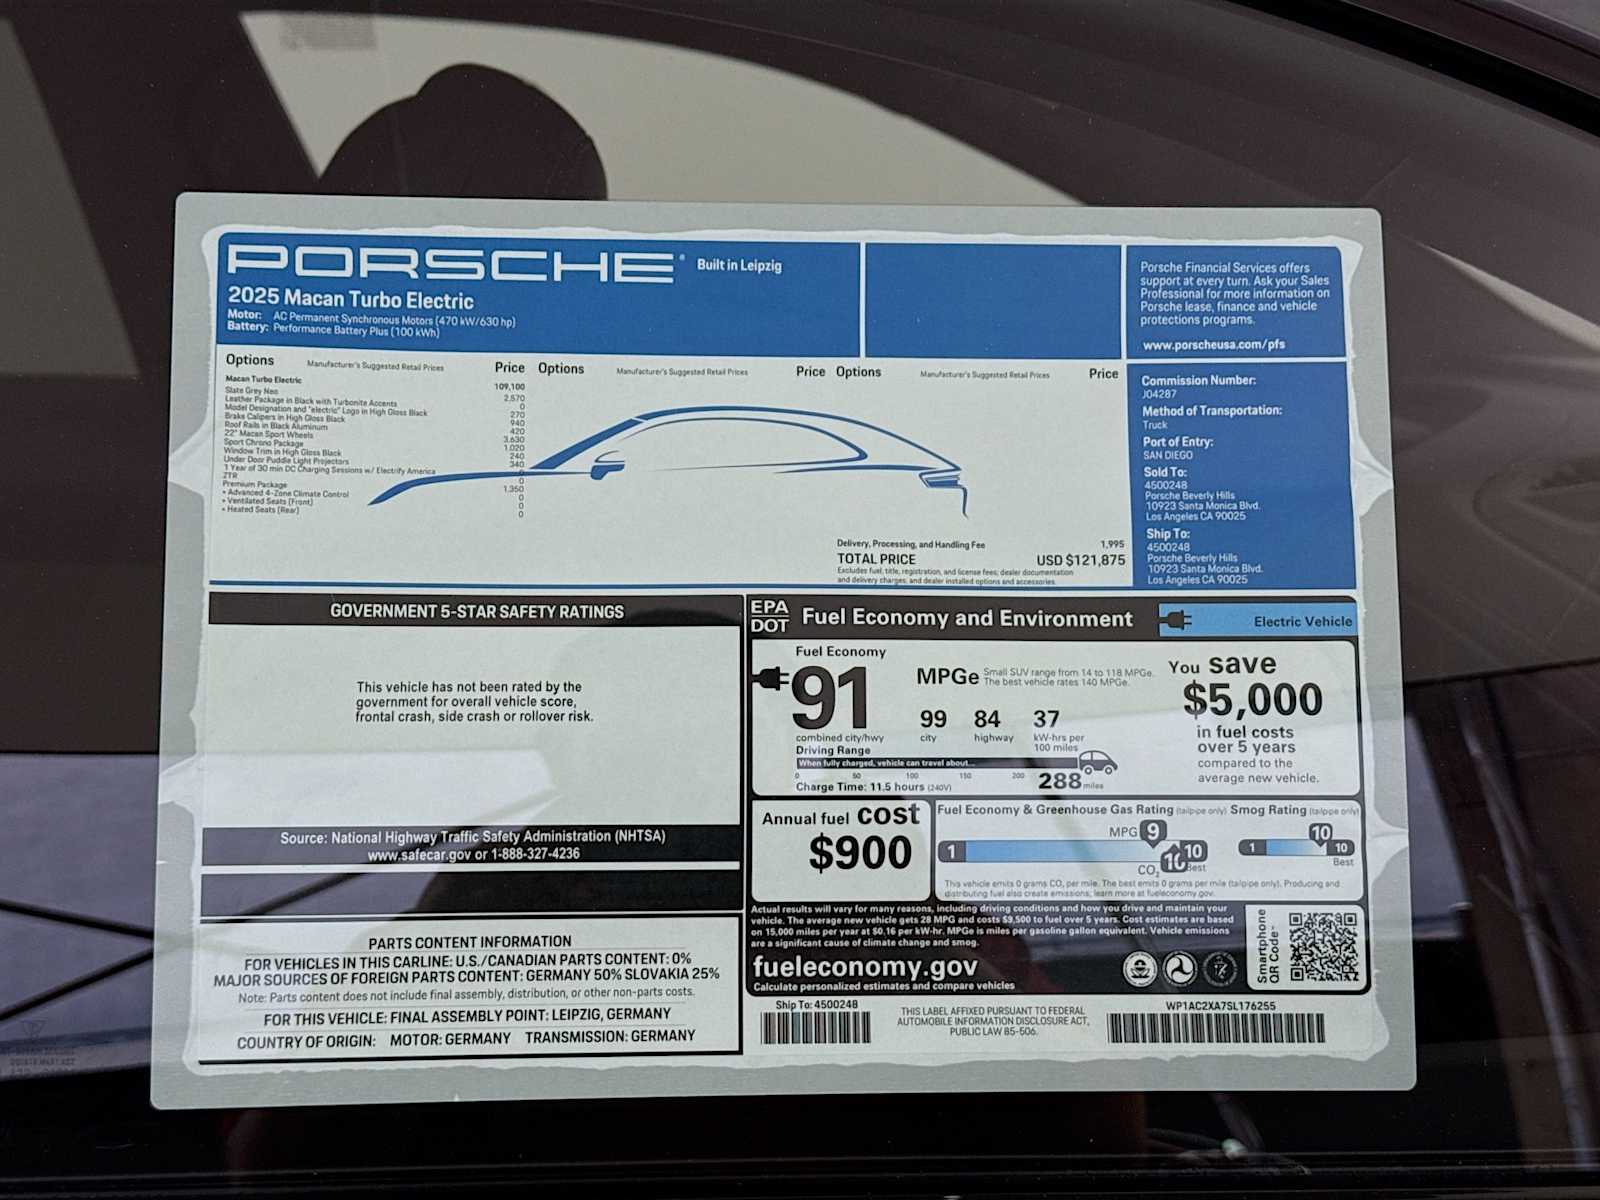 PORSCHE
Built in Leipzig
2025 Macan Turbo Electric
Motor: AC Permanent Synchronous Motors (470 kW/630 hp)
Battery: Performance Battery Plus (100 kWh)
Porsche Financial Services offers
support at every turn. Ask your Sales
Professional for more information on
Porsche lease, finance and vehicle
protections programs.
www.porscheusa.com/pfs
Options Manufacturer's Suggested Retail Prices Price Options Manufacturer's Suggested Retail Prices Price Options Manufacturer's Suggested Retail Prices Price
Macan Turbo Electric 109,100
Slate Grey Neo 2,570
Leather Package in Black with Turbonite Accents 0
Model Designation and "electric" Logo in High Gloss Black 270
Brake Calipers in High Gloss Black 940
Roof Rails in Black Aluminum 420
22" Macan Sport Wheels 3,630
Sport Chrono Package 1,020
Window Trim in High Gloss Black 240
Under Door Puddle Light Projectors 340
1 Year of 30 min DC Charging Sessions w/ Electrify America 0
ZTR
Premium Package 1,350
• Advanced 4-Zone Climate Control 0
• Ventilated Seats (Front) 0
• Heated Seats (Rear) 0
Delivery, Processing, and Handling Fee 1,995
TOTAL PRICE USD $121,875
Excludes fuel, title, registration, and license fees; dealer documentation
and delivery charges; and dealer installed options and accessories.
Commission Number:
J04287
Method of Transportation:
Truck
Port of Entry:
SAN DIEGO
Sold To:
4500248
Porsche Beverly Hills
10923 Santa Monica Blvd.
Los Angeles CA 90025
Ship To:
4500248
Porsche Beverly Hills
10923 Santa Monica Blvd.
Los Angeles CA 90025
GOVERNMENT 5-STAR SAFETY RATINGS
This vehicle has not been rated by the
government for overall vehicle score,
frontal crash, side crash or rollover risk.
Source: National Highway Traffic Safety Administration (NHTSA)
www.safecar.gov or 1-888-327-4236
PARTS CONTENT INFORMATION
FOR VEHICLES IN THIS CARLINE: U.S./CANADIAN PARTS CONTENT: 0%
MAJOR SOURCES OF FOREIGN PARTS CONTENT: GERMANY 50% SLOVAKIA 25%
Note: Parts content does not include final assembly, distribution, or other non-parts costs.
FOR THIS VEHICLE: FINAL ASSEMBLY POINT: LEIPZIG, GERMANY
COUNTRY OF ORIGIN: MOTOR: GERMANY TRANSMISSION: GERMANY
EPA
DOT
Fuel Economy and Environment
Electric Vehicle
Fuel Economy
91
MPGe
Small SUV range from 14 to 118 MPGe.
The best vehicle rates 140 MPGe.
99 84 37
combined city/hwy city highway kW-hrs per
100 miles
Driving Range
When fully charged, vehicle can travel about...
0 50 100 150 200 288 miles
Charge Time: 11.5 hours (240V)
You save
$5,000
in fuel costs
over 5 years
compared to the
average new vehicle.
Annual fuel cost
$900
Fuel Economy & Greenhouse Gas Rating (tailpipe only) Smog Rating (tailpipe only)
MPG 9 10
1 10 1 10
CO2 10 Best Best
This vehicle emits 0 grams CO2 per mile. The best emits 0 grams per mile (tailpipe only). Producing and
distributing fuel also create emissions; learn more at fueleconomy.gov.
Actual results will vary for many reasons, including driving conditions and how you drive and maintain your
vehicle. The average new vehicle gets 28 MPG and costs $9,500 to fuel over 5 years. Cost estimates are based
on 15,000 miles per year at $0.16 per kW-hr. MPGe is miles per gasoline gallon equivalent. Vehicle emissions
are a significant cause of climate change and smog.
fueleconomy.gov
Calculate personalized estimates and compare vehicles
Smartphone
QR Code™
Ship To: 4500248
THIS LABEL AFFIXED PURSUANT TO FEDERAL
AUTOMOBILE INFORMATION DISCLOSURE ACT,
PUBLIC LAW 85-506.
WP1AC2XA7SL176255